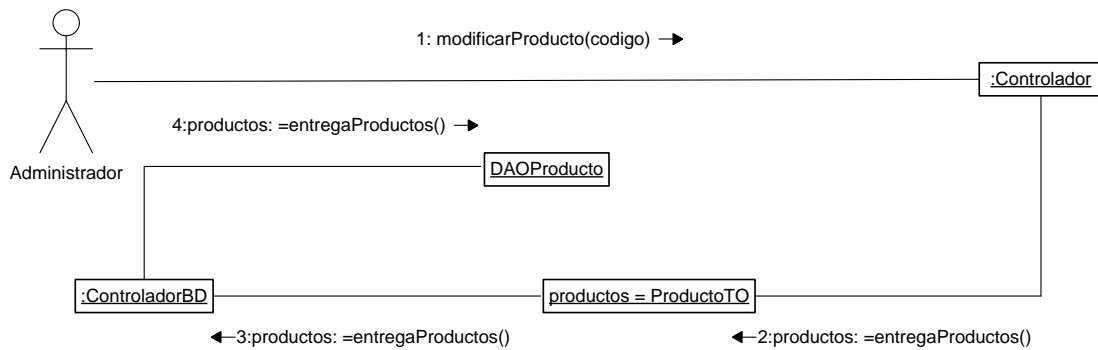 1: modificarProducto(codigo)
:Controlador
4:productos: =entregaProductos()
Administrador
DAOProducto
:ControladorBD
productos = ProductoTO
3:productos: =entregaProductos()
2:productos: =entregaProductos()